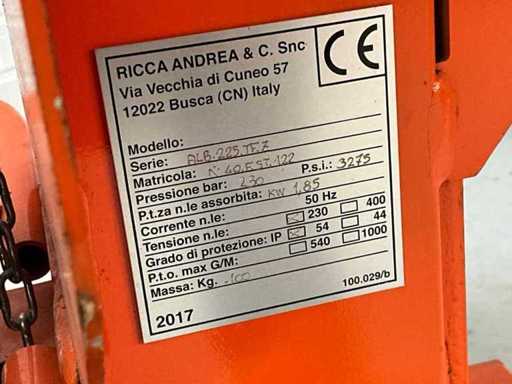 RICCA ANDREA & C. Snc
Via Vecchia di Cuneo 57
12022 Busca (CN) Italy
CE
Modello:
Serie: ALB.225.TE.Z
Matricola: N.40.EST.122
Pressione bar: 230 P.s.i.: 3275
P.t.za n.le assorbita: KW 1,85
Corrente n.le: 50 Hz
Tensione n.le: 230 400
Grado di protezione: IP 54 44
P.t.o. max G/M: 540 1000
Massa: Kg. 100
2017 100.029/b